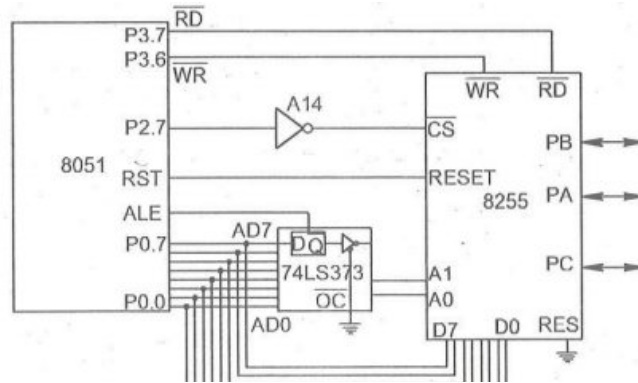 RD
P3.7
P3.6
WR
WR RD
A14
P2.7
CS
8051
PB
RST
RESET
8255
PA
ALE
AD7
P0.7
D Q
74LS373
A1
PC
OC
A0
P0.0
AD0
D7 D0 RES